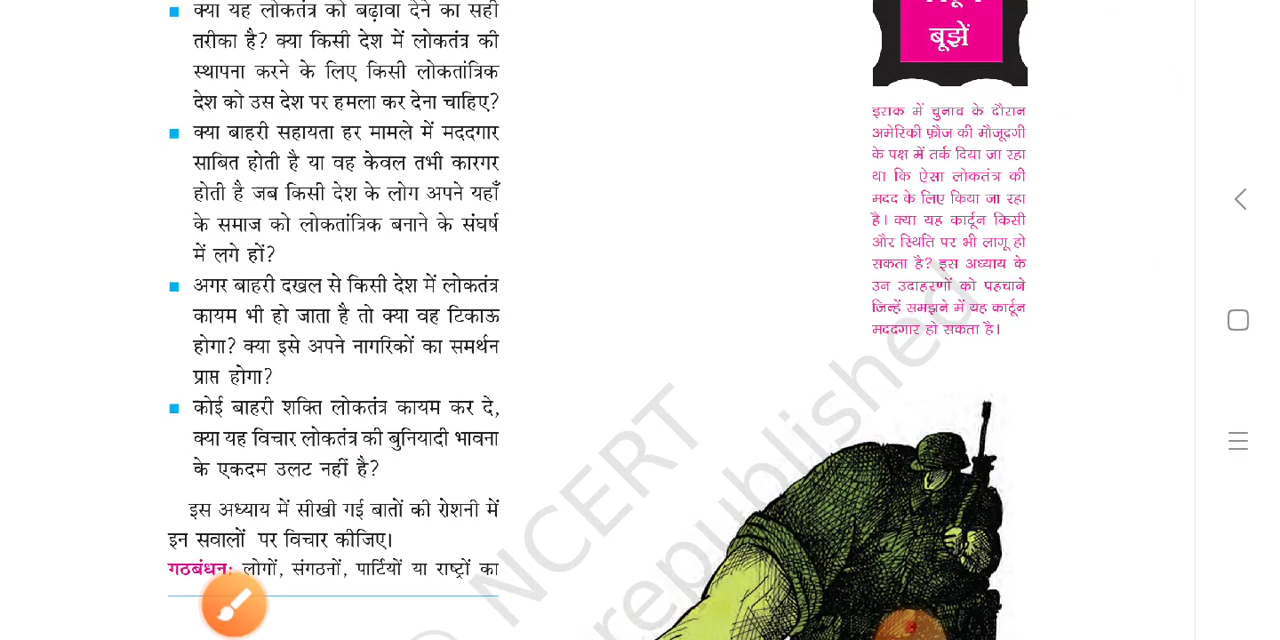 क्या यह लोकतंत्र को बढ़ावा देने का सही
तरीका है? क्या किसी देश में लोकतंत्र की
स्थापना करने के लिए किसी लोकतांत्रिक
देश को उस देश पर हमला कर देना चाहिए?
क्या बाहरी सहायता हर मामले में मददगार
साबित होती है या वह केवल तभी कारगर
होती है जब किसी देश के लोग अपने यहाँ
के समाज को लोकतांत्रिक बनाने के संघर्ष
में लगे हों?
अगर बाहरी दखल से किसी देश में लोकतंत्र
कायम भी हो जाता है तो क्या वह टिकाऊ
होगा? क्या इसे अपने नागरिकों का समर्थन
प्राप्त होगा?
कोई बाहरी शक्ति लोकतंत्र कायम कर दे,
क्या यह विचार लोकतंत्र की बुनियादी भावना
के एकदम उलट नहीं है?
इस अध्याय में सीखी गई बातों की रोशनी में
इन सवालों पर विचार कीजिए।
गठबंधन: लोगों, संगठनों, पार्टियों या राष्ट्रों का
बूझें
इराक में चुनाव के दौरान
अमेरिकी फ़ौज की मौजूदगी
के पक्ष में तर्क दिया जा रहा
था कि ऐसा लोकतंत्र की
मदद के लिए किया जा रहा
है। क्या यह कार्टून किसी
और स्थिति पर भी लागू हो
सकता है? इस अध्याय के
उन उदाहरणों को पहचाने
जिन्हें समझने में यह कार्टून
मददगार हो सकता है।
© NCERT
republished